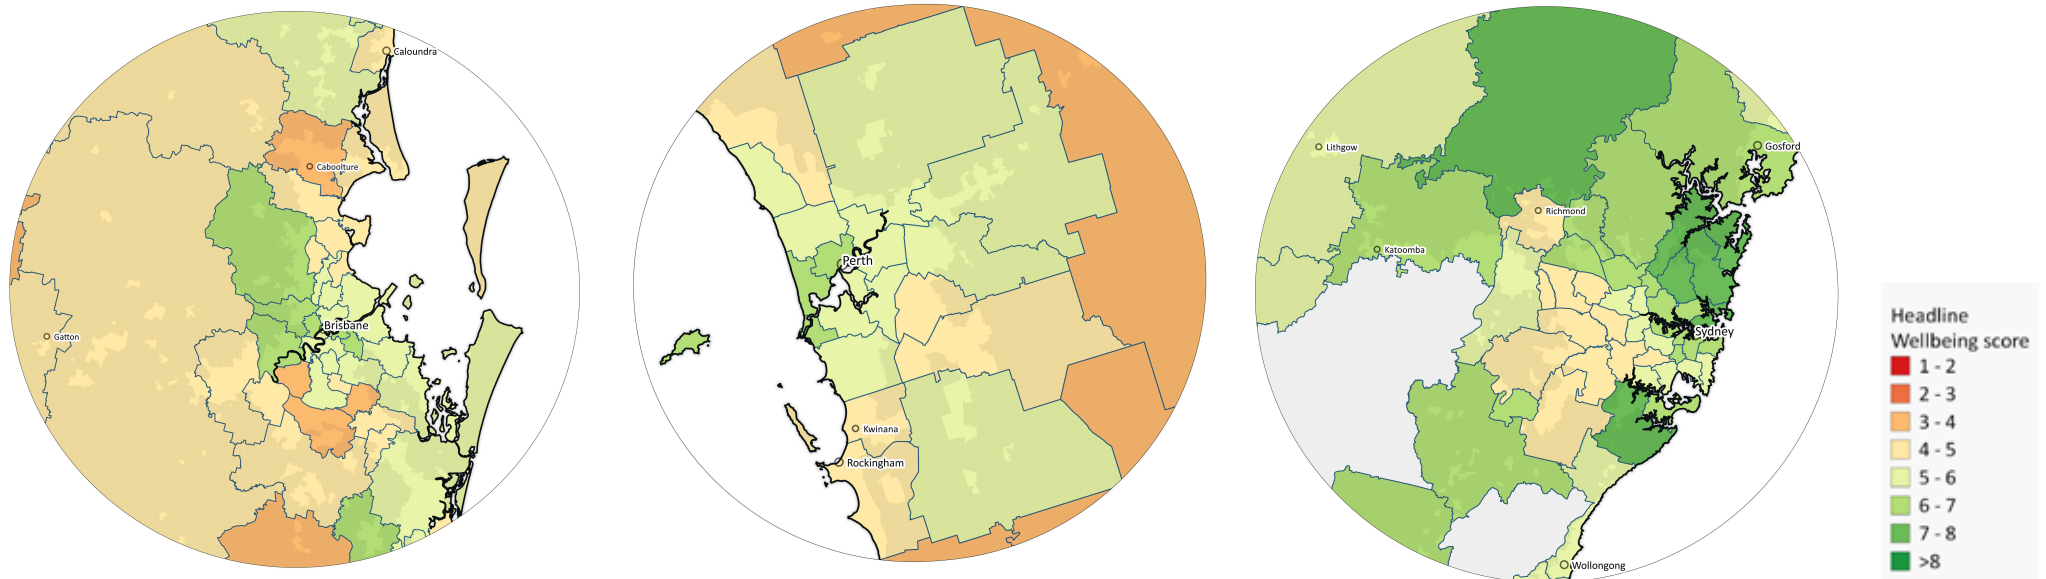 Caloundra
Caboolture
Brisbane
Gatton
Perth
Kwinana
Rockingham
Lithgow
Gosford
Richmond
Katoomba
Sydney
Wollongong
Headline
Wellbeing score
1 - 2
2 - 3
3 - 4
4 - 5
5 - 6
6 - 7
7 - 8
>8